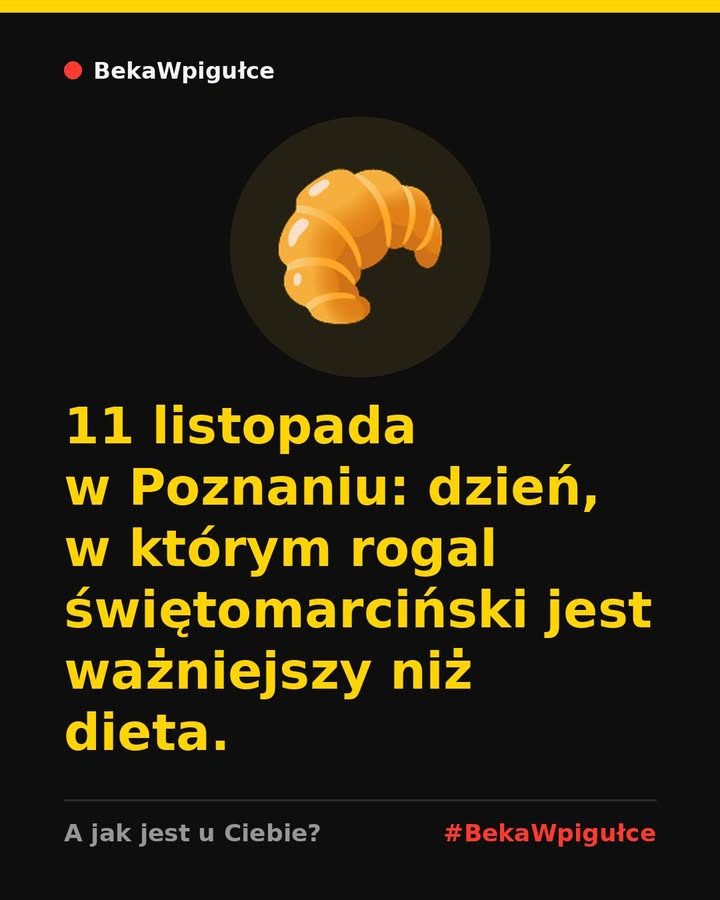 BekaWpigułce
11 listopada
w Poznaniu: dzień,
w którym rogal
świętomarciński jest
ważniejszy niż
dieta.
A jak jest u Ciebie?
#BekaWpigułce